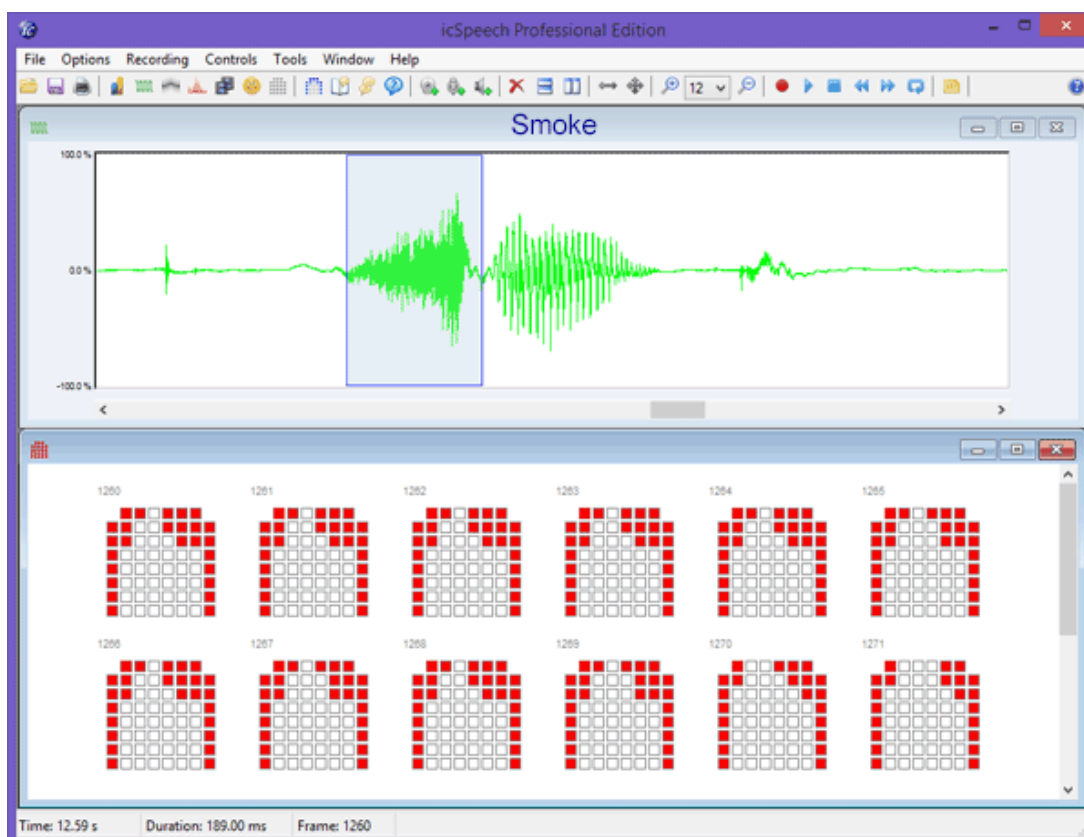 icSpeech Professional Edition
File Options Recording Controls Tools Window Help
12
Smoke
100.0 %
0.0 %
-100.0 %
1260 1261 1262 1263 1264 1265
1266 1267 1268 1269 1270 1271
Time: 12.59 s Duration: 189.00 ms Frame: 1260